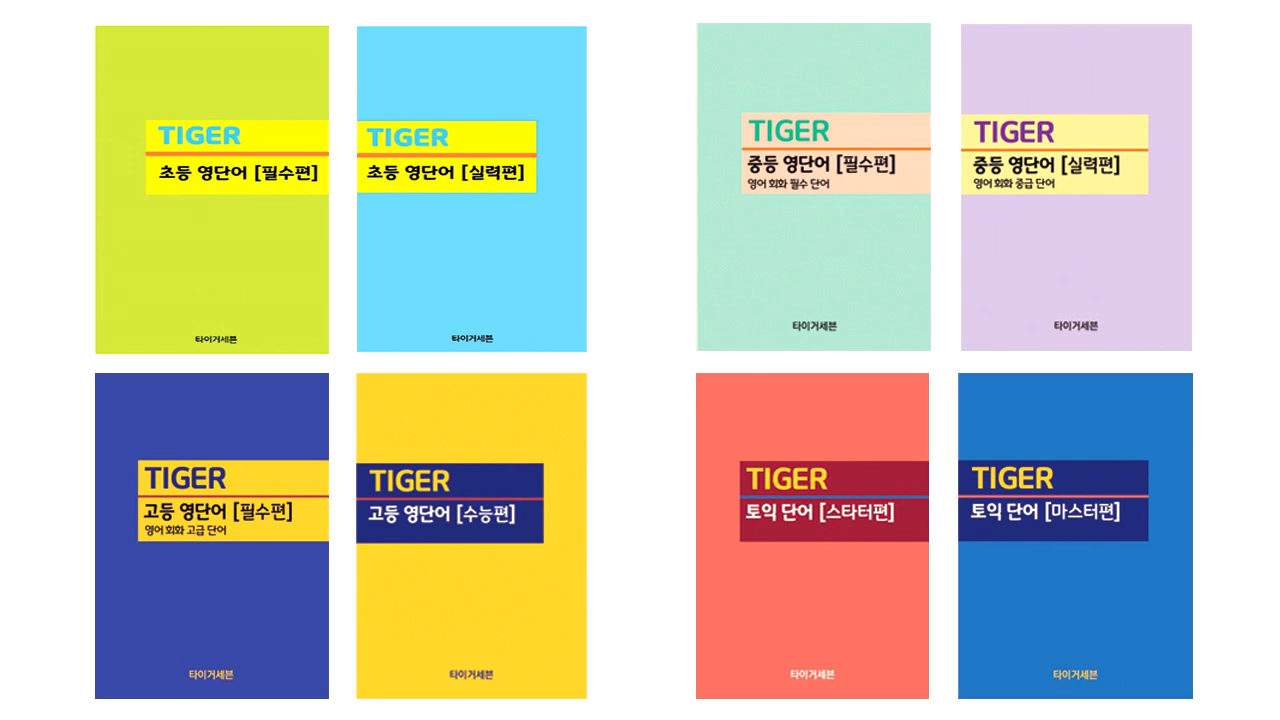 TIGER
초등 영단어 [필수편]
타이거세븐
TIGER
초등 영단어 [실력편]
타이거세븐
TIGER
중등 영단어 [필수편]
영어 회화 필수 단어
타이거세븐
TIGER
중등 영단어 [실력편]
영어 회화 중급 단어
타이거세븐
TIGER
고등 영단어 [필수편]
영어 회화 고급 단어
타이거세븐
TIGER
고등 영단어 [수능편]
타이거세븐
TIGER
토익 단어 [스타터편]
타이거세븐
TIGER
토익 단어 [마스터편]
타이거세븐